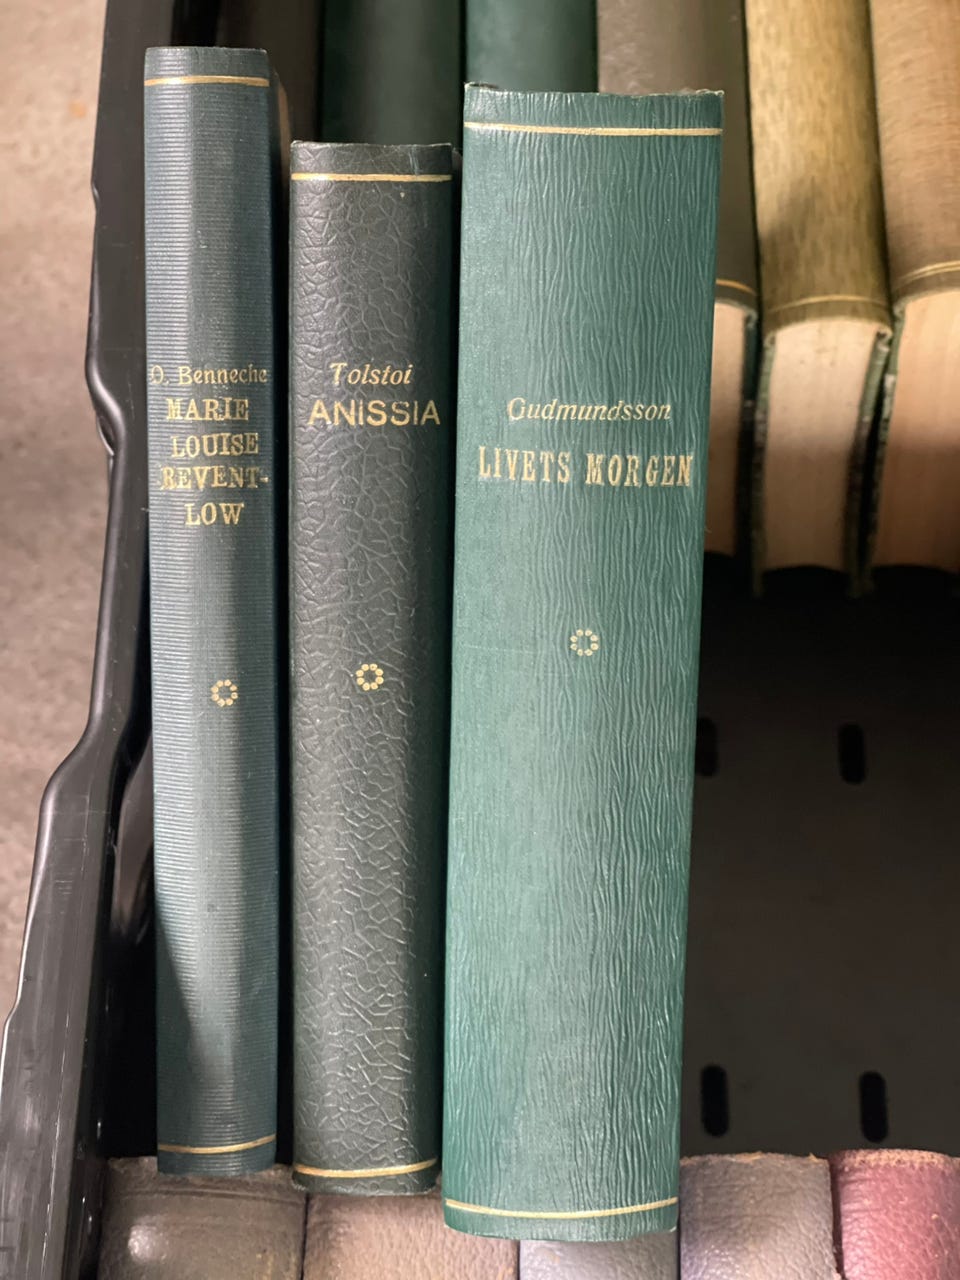 O. Benneche
MARIE
LOUISE
REVENT-
LOW
Tolstoi
ANISSIA
Gudmundsson
LIVETS MORGEN